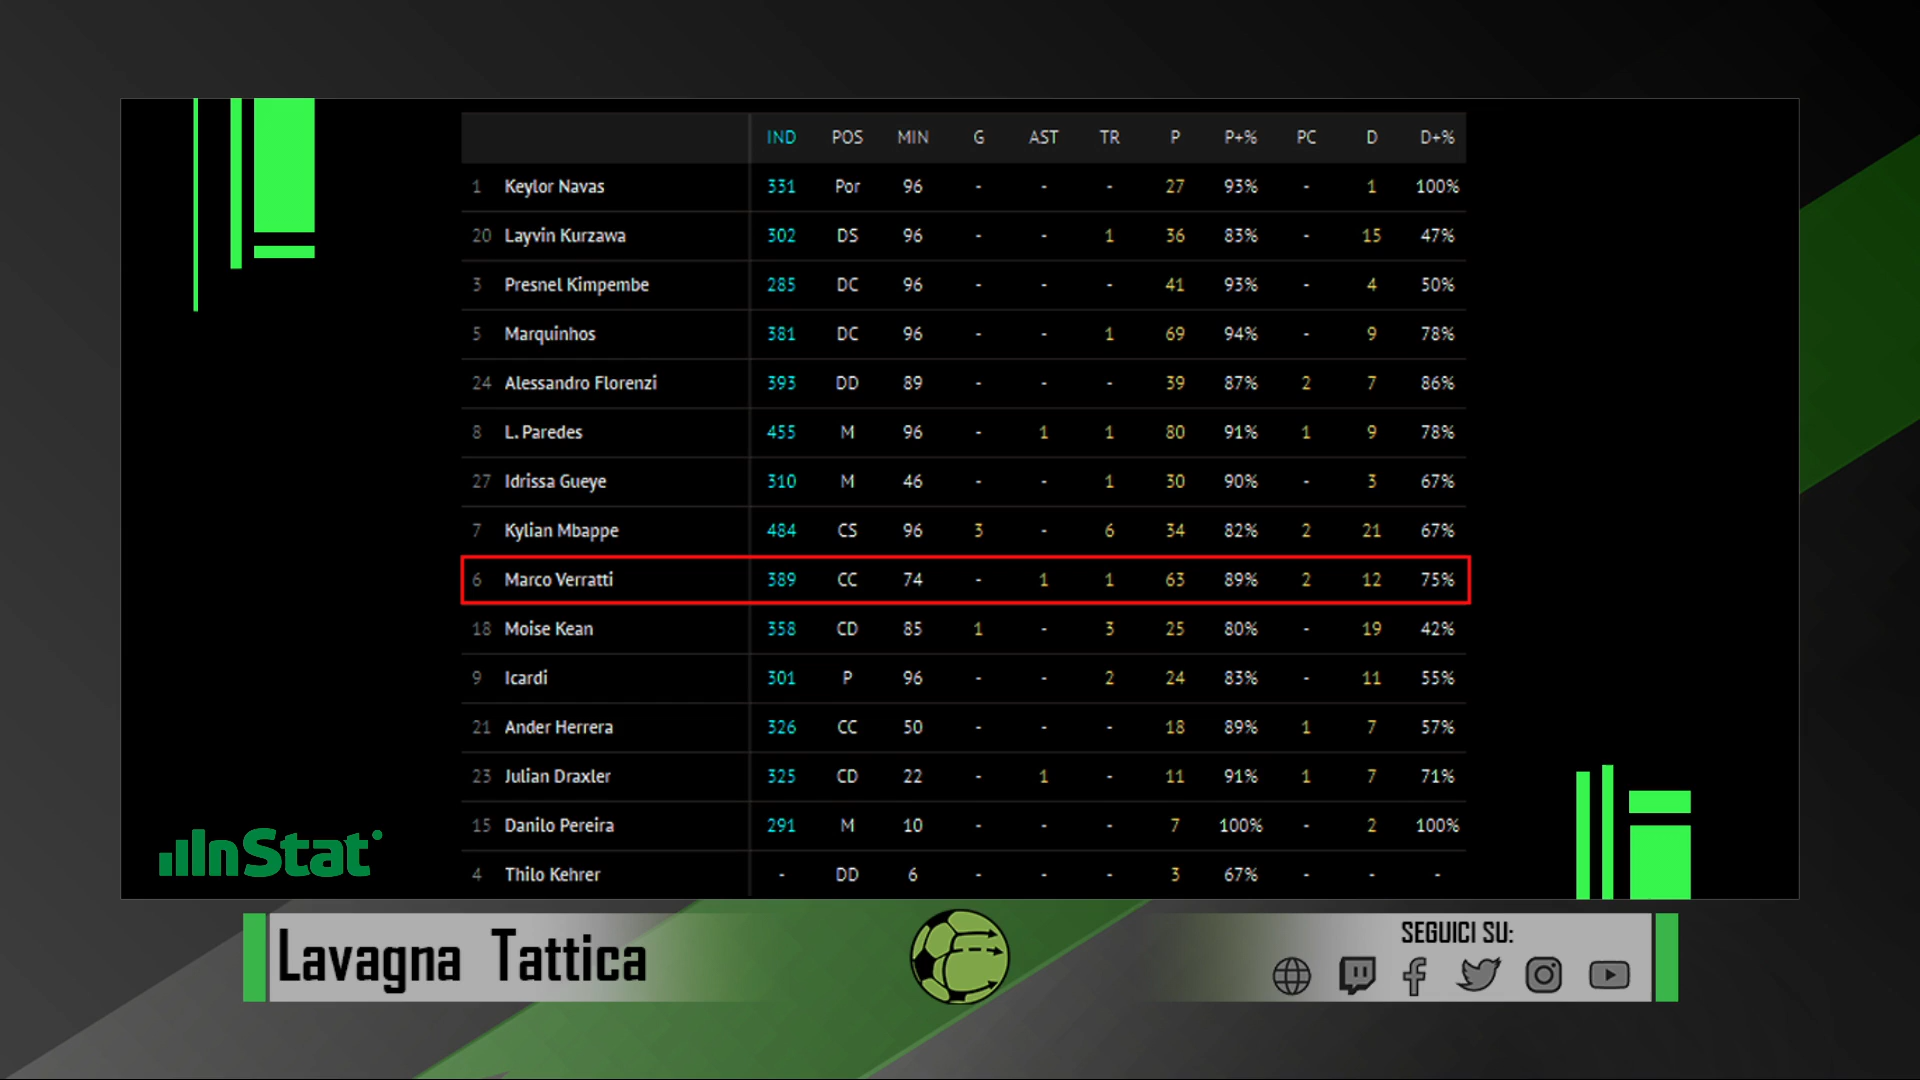 IND POS MIN G AST TR P P+% PC D D+%
1 Keylor Navas 331 Por 96 - - - 27 93% - 1 100%
20 Layvin Kurzawa 302 DS 96 - - 1 36 83% - 15 47%
3 Presnel Kimpembe 285 DC 96 - - - 41 93% - 4 50%
5 Marquinhos 381 DC 96 - - 1 69 94% - 9 78%
24 Alessandro Florenzi 393 DD 89 - - - 39 87% 2 7 86%
8 L. Paredes 455 M 96 - 1 1 80 91% 1 9 78%
27 Idrissa Gueye 310 M 46 - - 1 30 90% - 3 67%
7 Kylian Mbappe 484 CS 96 3 - 6 34 82% 2 21 67%
6 Marco Verratti 389 CC 74 - 1 1 63 89% 2 12 75%
18 Moise Kean 358 CD 85 1 - 3 25 80% - 19 42%
9 Icardi 301 P 96 - - 2 24 83% - 11 55%
21 Ander Herrera 326 CC 50 - - - 18 89% 1 7 57%
23 Julian Draxler 325 CD 22 - 1 - 11 91% 1 7 71%
15 Danilo Pereira 291 M 10 - - - 7 100% - 2 100%
4 Thilo Kehrer - DD 6 - - - 3 67% - - -
InStat
Lavagna Tattica
SEGUICI SU: